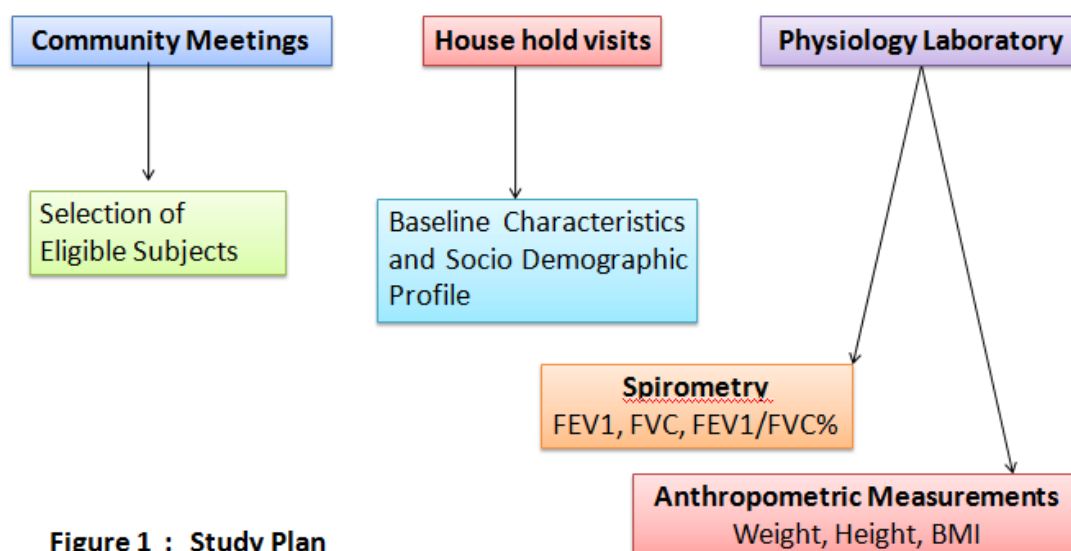 Community Meetings
House hold visits
Physiology Laboratory
Selection of
Eligible Subjects
Baseline Characteristics
and Socio Demographic
Profile
Spirometry
FEV1, FVC, FEV1/FVC%
Anthropometric Measurements
Weight, Height, BMI
Figure 1 : Study Plan